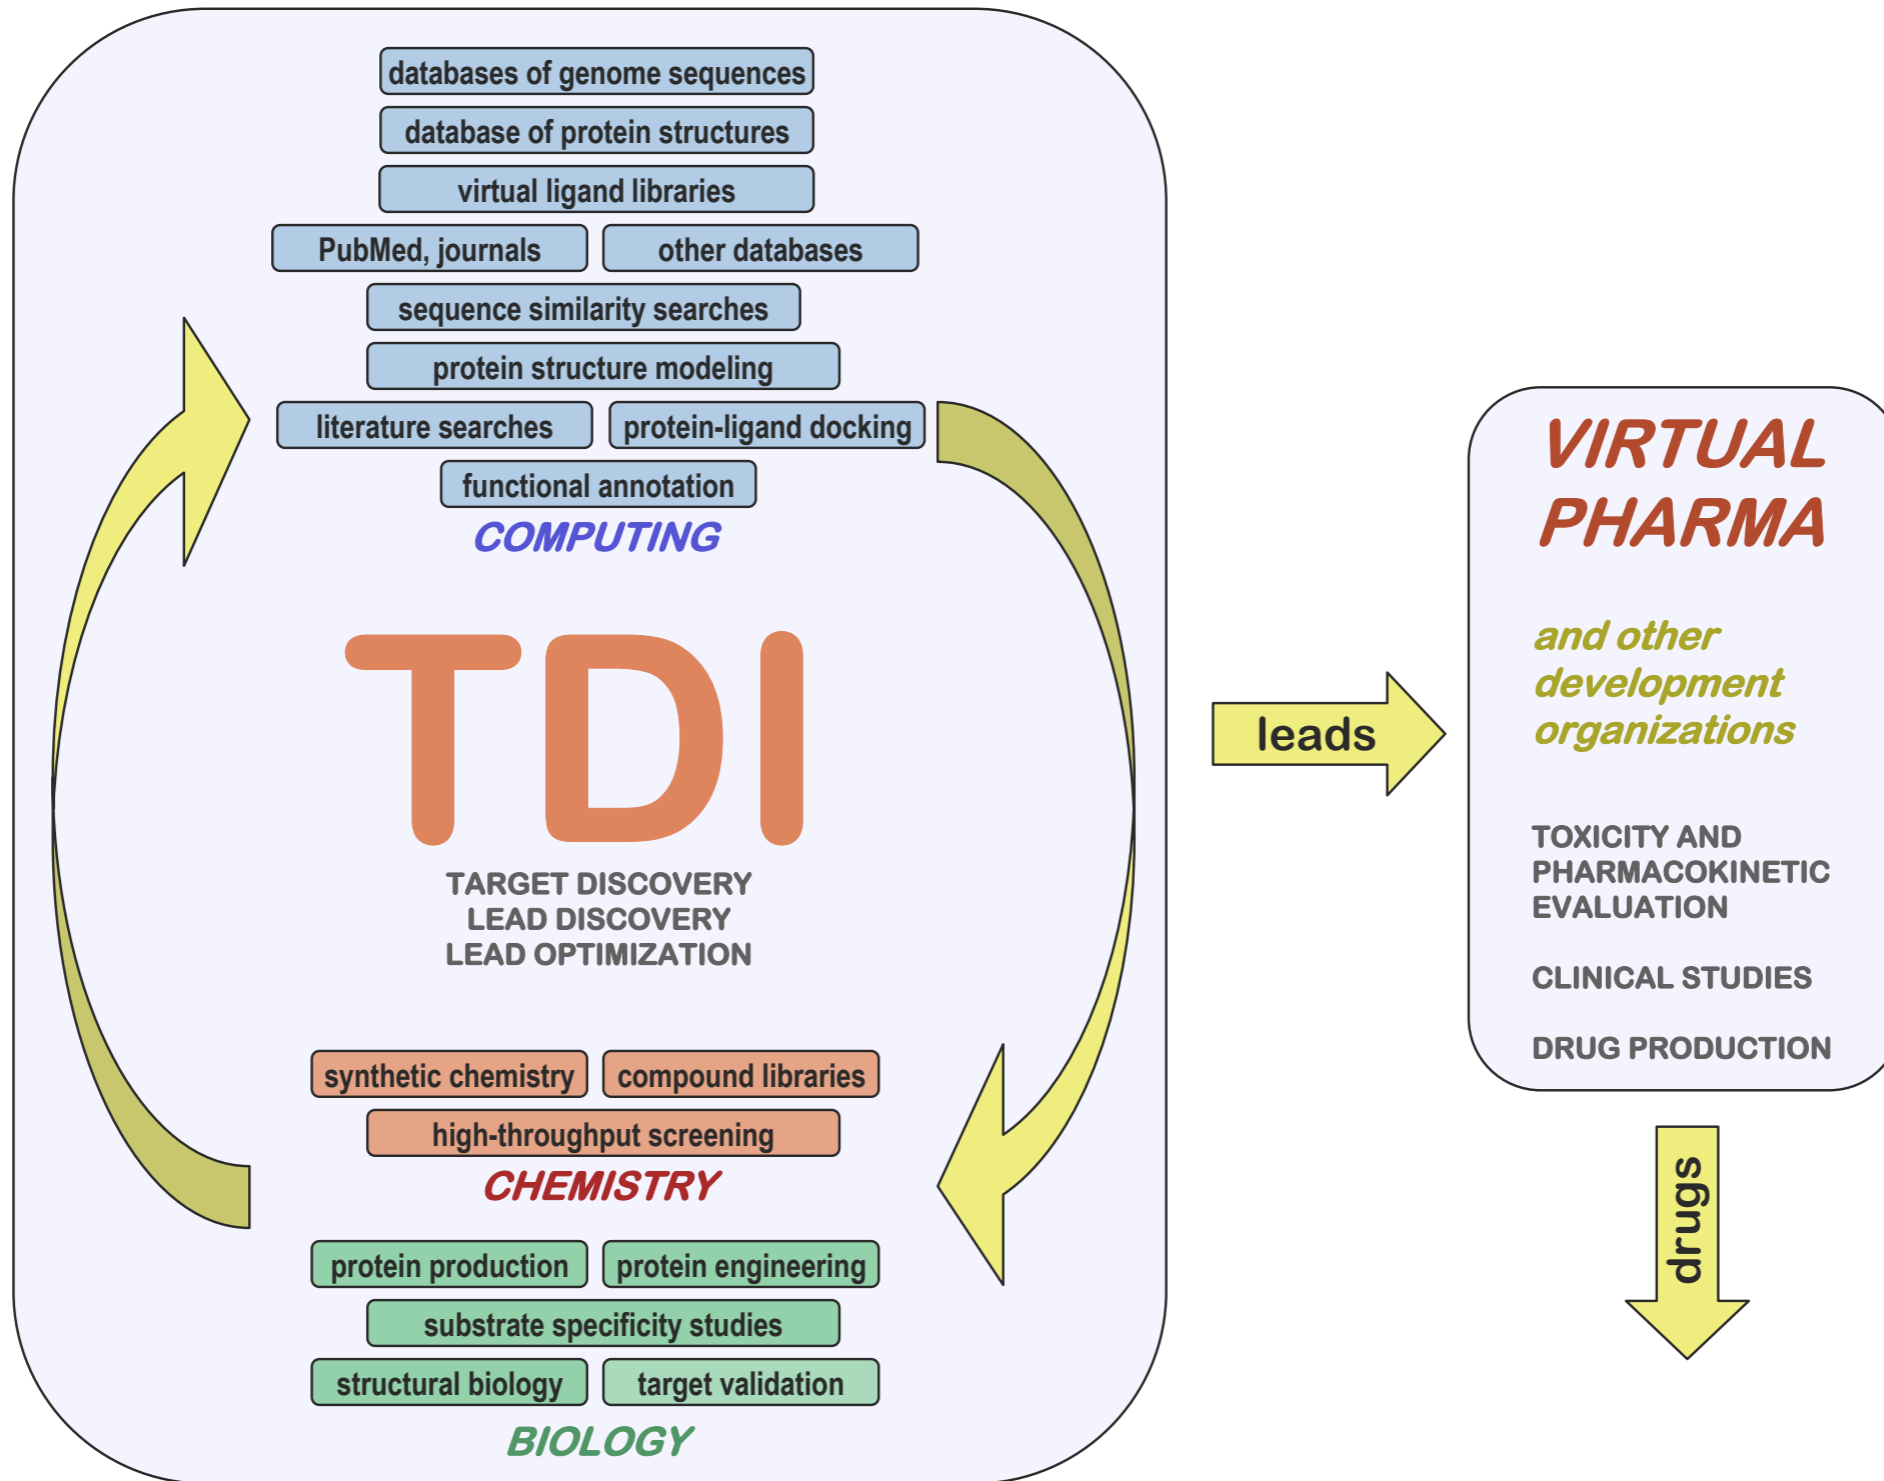 databases of genome sequences
database of protein structures
virtual ligand libraries
PubMed, journals
other databases
sequence similarity searches
protein structure modeling
literature searches
protein-ligand docking
functional annotation
COMPUTING
TDI
TARGET DISCOVERY
LEAD DISCOVERY
LEAD OPTIMIZATION
synthetic chemistry
compound libraries
high-throughput screening
CHEMISTRY
protein production
protein engineering
substrate specificity studies
structural biology
target validation
BIOLOGY
leads
VIRTUAL
PHARMA
and other
development
organizations
TOXICITY AND
PHARMACOKINETIC
EVALUATION
CLINICAL STUDIES
DRUG PRODUCTION
drugs